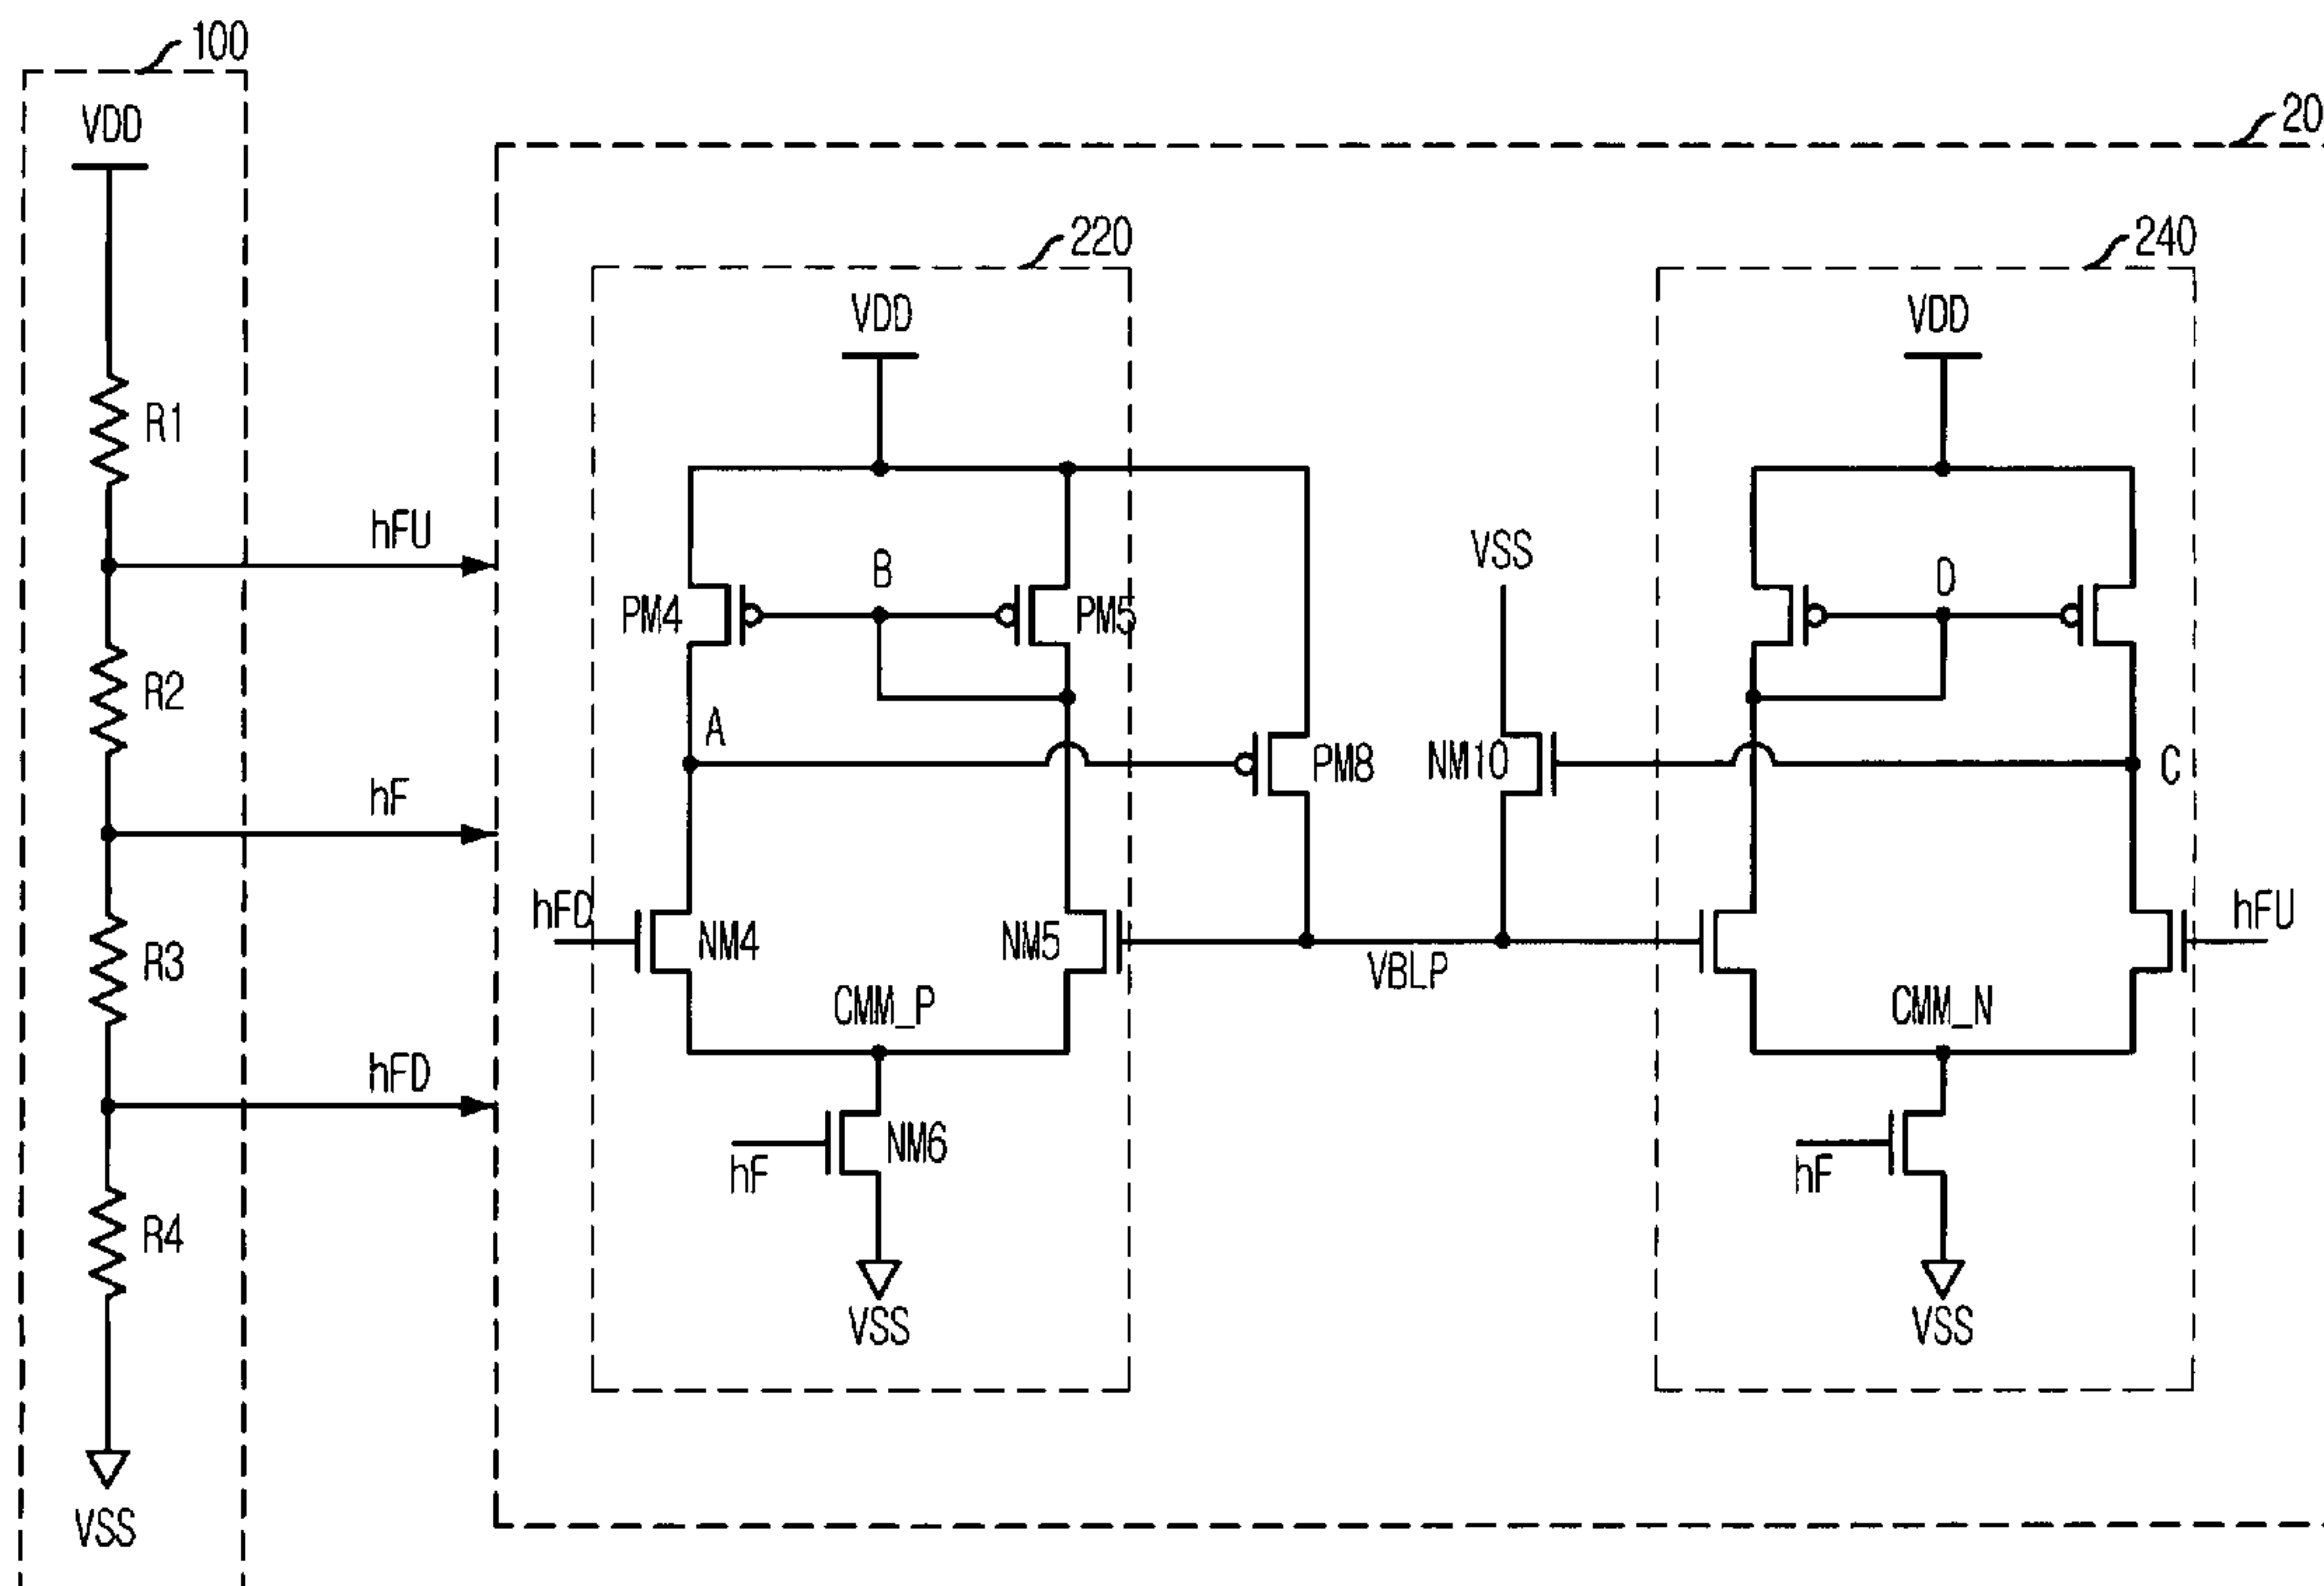 100
VDD
R1
R2
R3
R4
VSS
hFU
hF
hFD
20
220
VDD
B
PM4
PM5
A
PM8
hFD
NM4
NM5
CMM_P
hF
NM6
VSS
VSS
NM10
VBLP
240
VDD
D
C
hFU
CMM_N
hF
VSS